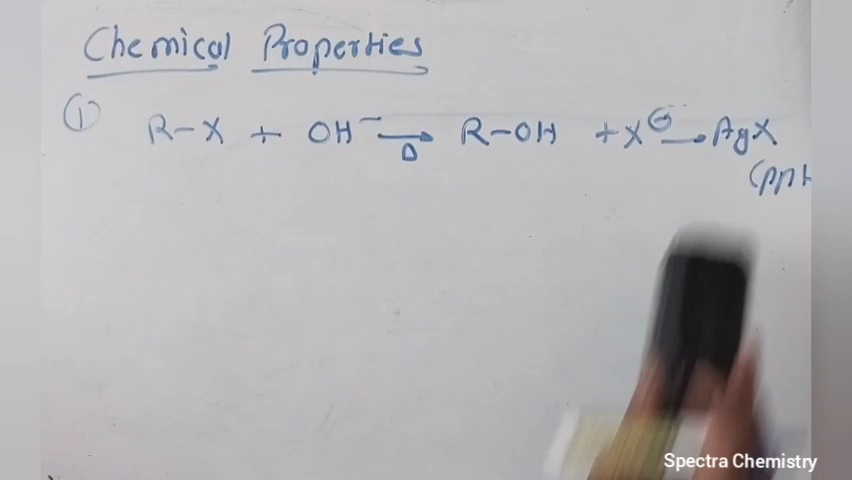 Chemical Properties
① R-X + OH⁻ →Δ R-OH + X⊖ → AgX
(ppt
Spectra Chemistry